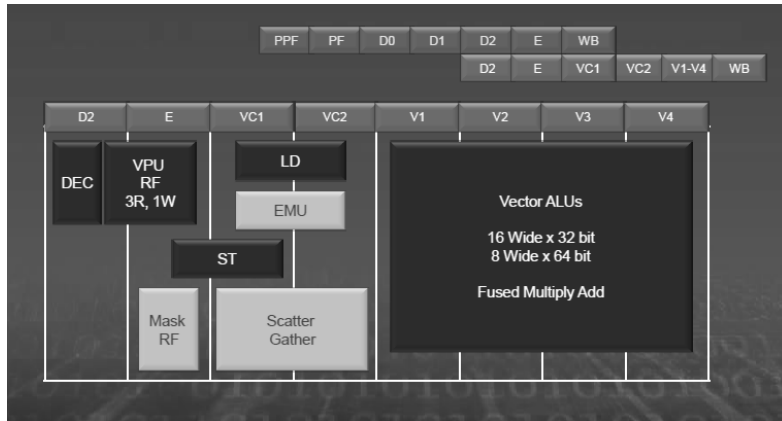 PPF PF D0 D1 D2 E WB
D2 E VC1 VC2 V1-V4 WB
D2 E VC1 VC2 V1 V2 V3 V4
DEC
VPU
RF
3R, 1W
LD
EMU
ST
Mask
RF
Scatter
Gather
Vector ALUs
16 Wide x 32 bit
8 Wide x 64 bit
Fused Multiply Add